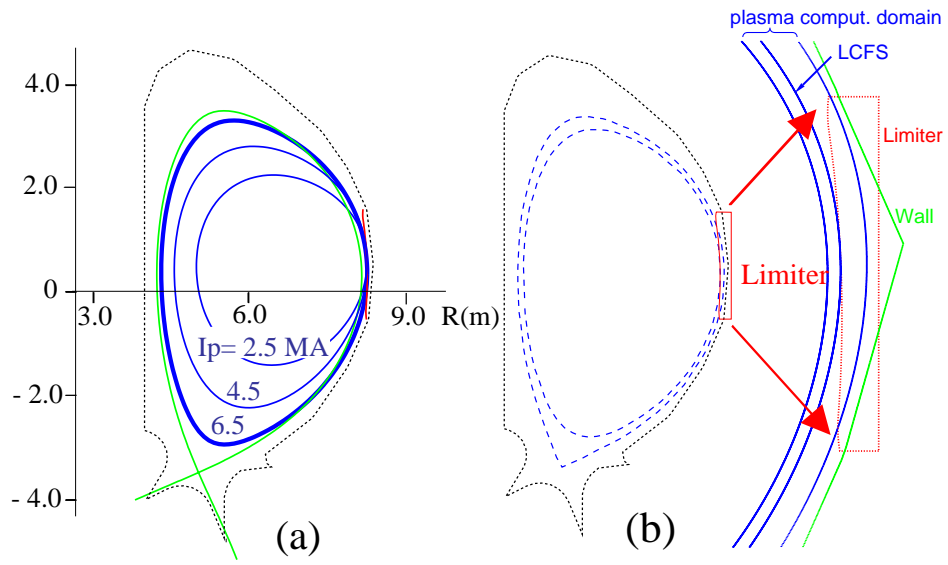 plasma comput. domain
LCFS
4.0
Limiter
2.0
Wall
Limiter
0
3.0
6.0
9.0
R(m)
Ip= 2.5 MA
4.5
- 2.0
6.5
- 4.0
(a)
(b)